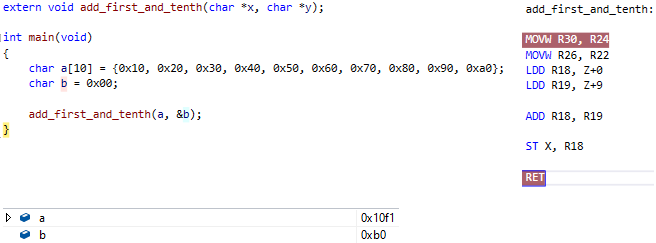 extern void add_first_and_tenth(char *x, char *y);
int main(void)
{
char a[10] = {0x10, 0x20, 0x30, 0x40, 0x50, 0x60, 0x70, 0x80, 0x90, 0xa0};
char b = 0x00;
add_first_and_tenth(a, &b);
}
a 0x10f1
b 0xb0
add_first_and_tenth:
MOVW R30, R24
MOVW R26, R22
LDD R18, Z+0
LDD R19, Z+9
ADD R18, R19
ST X, R18
RET